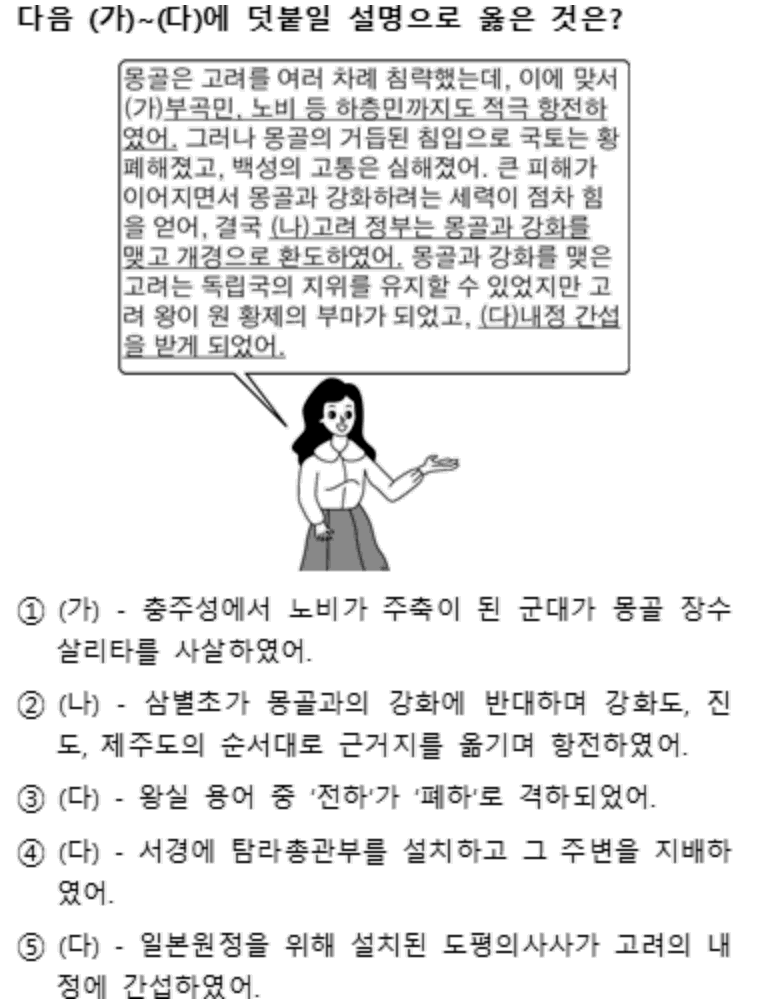 다음 (가)~(다)에 덧붙일 설명으로 옳은 것은?
몽골은 고려를 여러 차례 침략했는데, 이에 맞서
(가)부곡민, 노비 등 하층민까지도 적극 항전하
였어. 그러나 몽골의 거듭된 침입으로 국토는 황
폐해졌고, 백성의 고통은 심해졌어. 큰 피해가
이어지면서 몽골과 강화하려는 세력이 점차 힘
을 얻어, 결국 (나)고려 정부는 몽골과 강화를
맺고 개경으로 환도하였어. 몽골과 강화를 맺은
고려는 독립국의 지위를 유지할 수 있었지만 고
려 왕이 원 황제의 부마가 되었고, (다)내정 간섭
을 받게 되었어.
① (가) - 충주성에서 노비가 주축이 된 군대가 몽골 장수
살리타를 사살하였어.
② (나) - 삼별초가 몽골과의 강화에 반대하며 강화도, 진
도, 제주도의 순서대로 근거지를 옮기며 항전하였어.
③ (다) - 왕실 용어 중 '전하'가 '폐하'로 격하되었어.
④ (다) - 서경에 탐라총관부를 설치하고 그 주변을 지배하
였어.
⑤ (다) - 일본원정을 위해 설치된 도평의사사가 고려의 내
정에 간섭하였어.